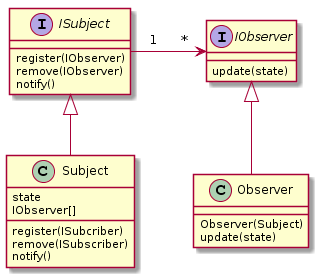 I ISubject
register(IObserver)
remove(IObserver)
notify()
1 *
I IObserver
update(state)
C Subject
state
IObserver[]
register(ISubcriber)
remove(ISubscriber)
notify()
C Observer
Observer(Subject)
update(state)